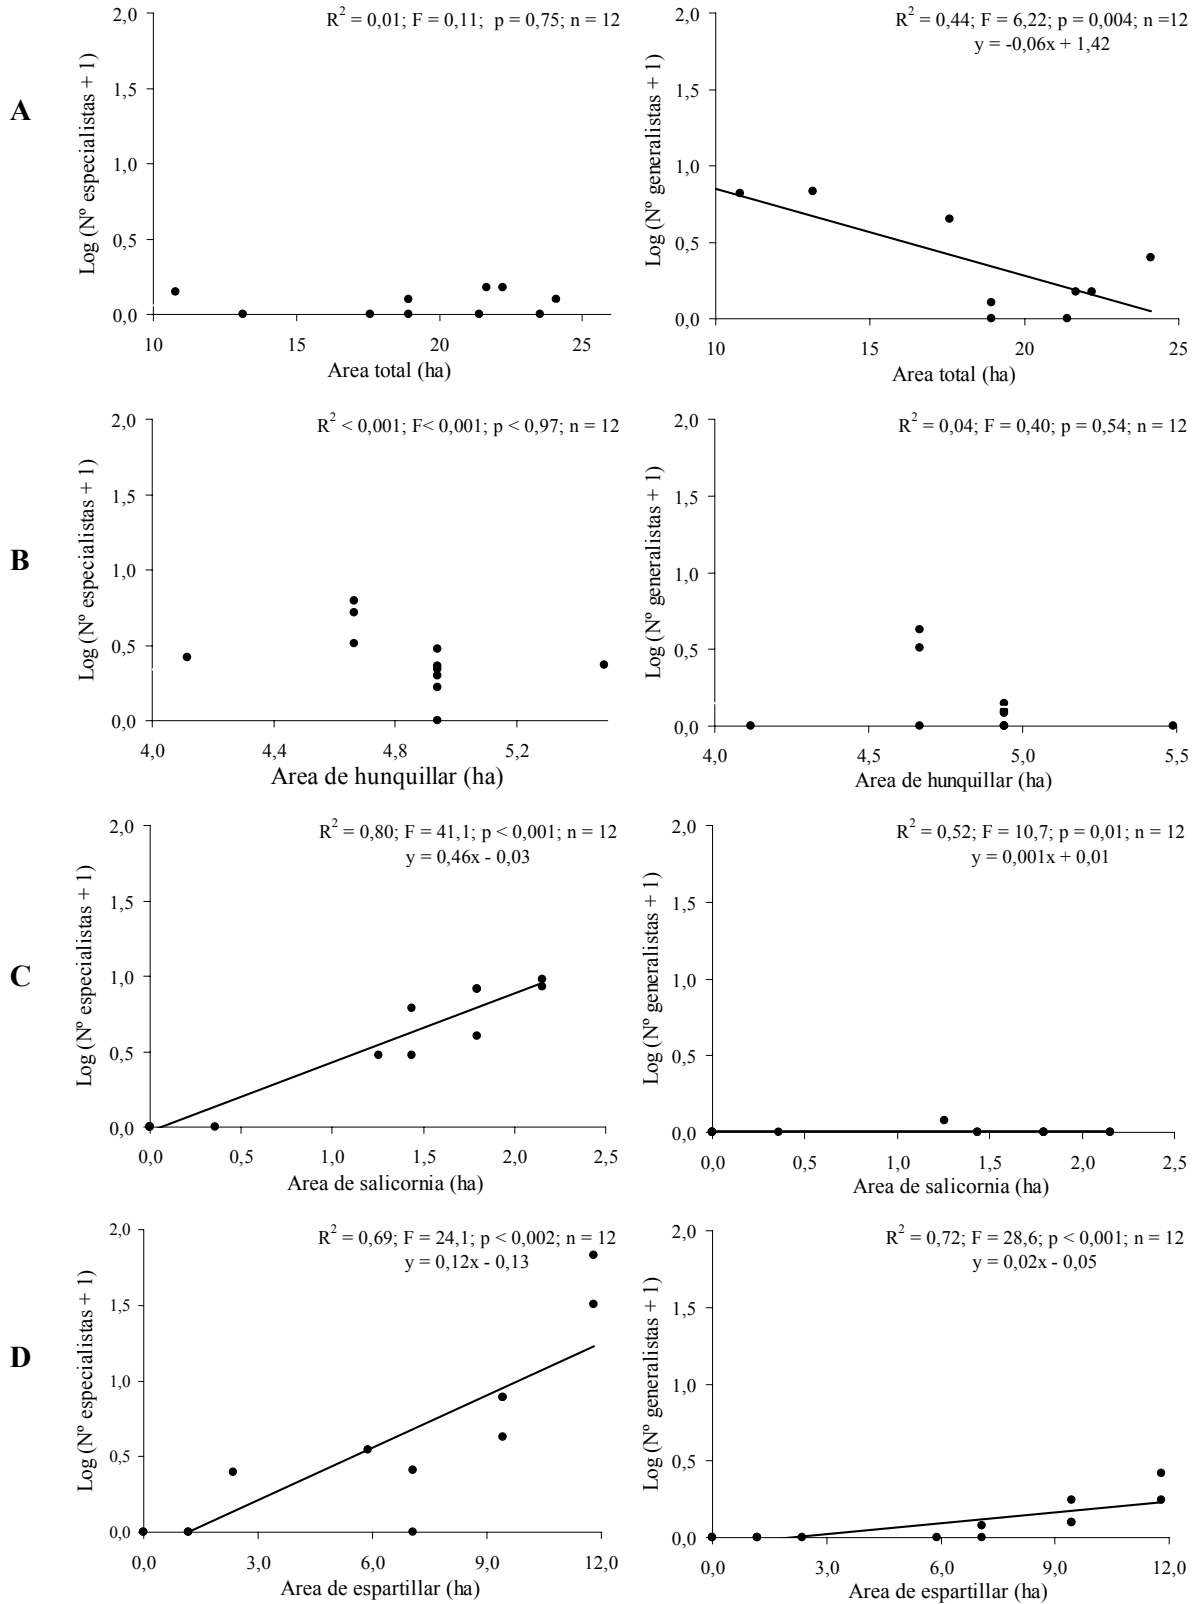 A
R² = 0,01; F = 0,11; p = 0,75; n = 12
Log (Nº especialistas + 1)
2,0
1,5
1,0
0,5
0,0
10 15 20 25
Area total (ha)
R² = 0,44; F = 6,22; p = 0,004; n =12
y = -0,06x + 1,42
Log (Nº generalistas + 1)
2,0
1,5
1,0
0,5
0,0
10 15 20 25
Area total (ha)
B
R² < 0,001; F< 0,001; p < 0,97; n = 12
Log (Nº especialistas + 1)
2,0
1,5
1,0
0,5
0,0
4,0 4,4 4,8 5,2
Area de hunquillar (ha)
R² = 0,04; F = 0,40; p = 0,54; n = 12
Log (Nº generalistas + 1)
2,0
1,5
1,0
0,5
0,0
4,0 4,5 5,0 5,5
Area de hunquillar (ha)
C
R² = 0,80; F = 41,1; p < 0,001; n = 12
y = 0,46x - 0,03
Log (Nº especialistas + 1)
2,0
1,5
1,0
0,5
0,0
0,0 0,5 1,0 1,5 2,0 2,5
Area de salicornia (ha)
R² = 0,52; F = 10,7; p = 0,01; n = 12
y = 0,001x + 0,01
Log (Nº generalistas + 1)
2,0
1,5
1,0
0,5
0,0
0,0 0,5 1,0 1,5 2,0 2,5
Area de salicornia (ha)
D
R² = 0,69; F = 24,1; p < 0,002; n = 12
y = 0,12x - 0,13
Log (Nº especialistas + 1)
2,0
1,5
1,0
0,5
0,0
0,0 3,0 6,0 9,0 12,0
Area de espartillar (ha)
R² = 0,72; F = 28,6; p < 0,001; n = 12
y = 0,02x - 0,05
Log (Nº generalistas + 1)
2,0
1,5
1,0
0,5
0,0
0,0 3,0 6,0 9,0 12,0
Area de espartillar (ha)